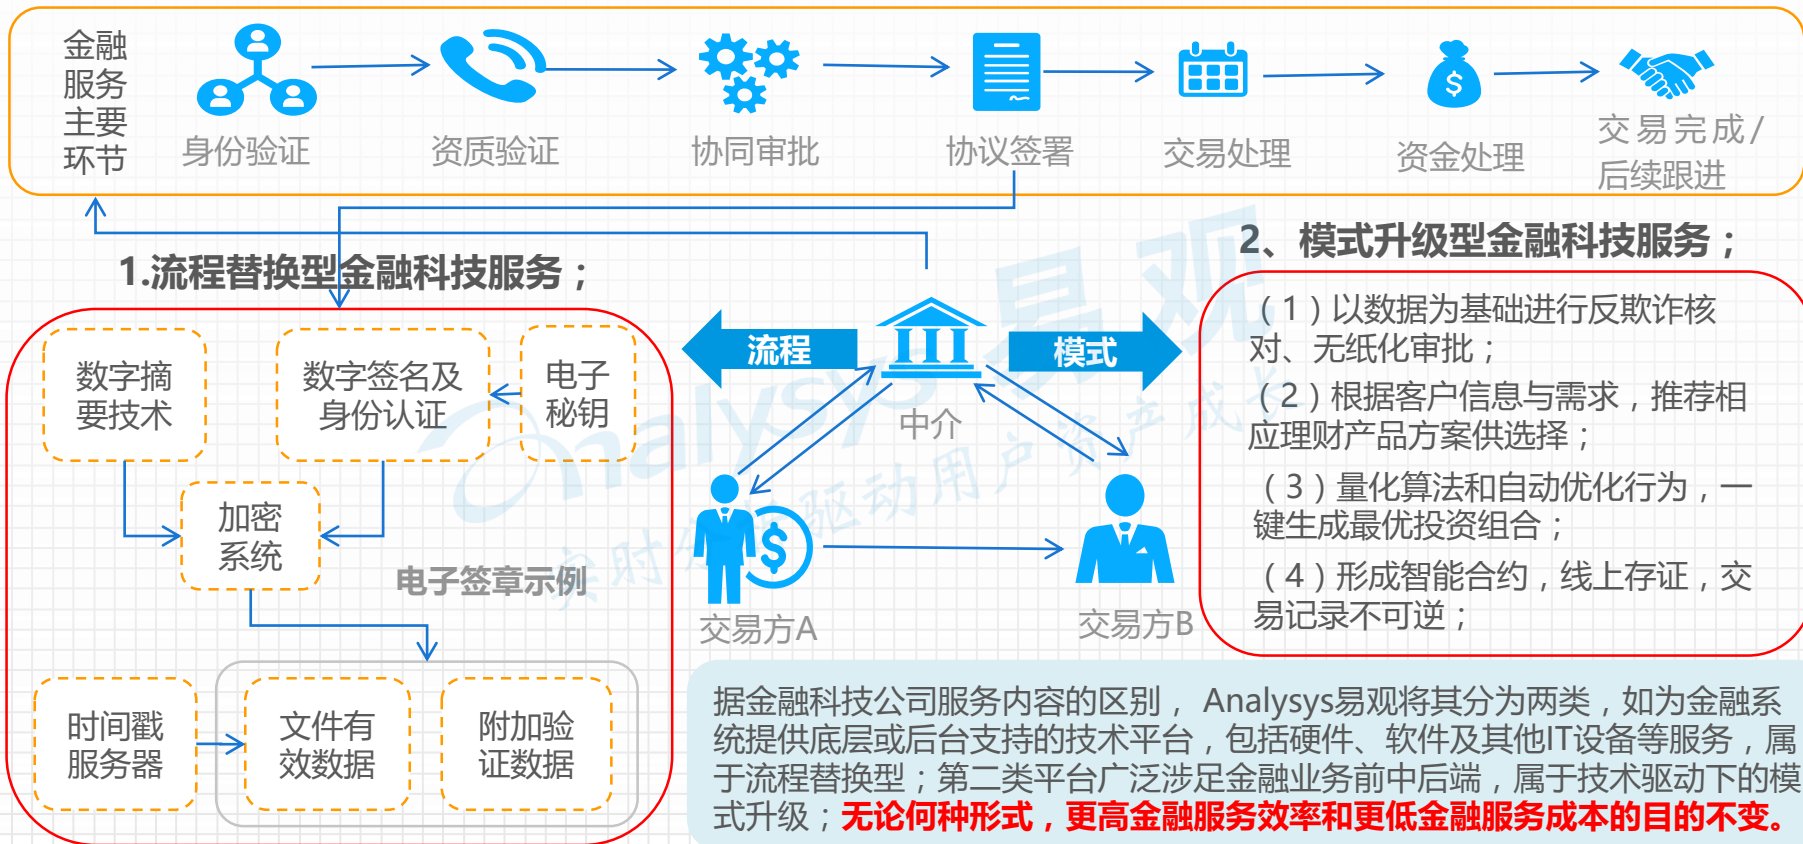 金融
服务
主要
环节
身份验证
资质验证
协同审批
协议签署
交易处理
资金处理
交易完成/
后续跟进
1.流程替换型金融科技服务；
数字摘
要技术
数字签名及
身份认证
电子
秘钥
加密
系统
电子签章示例
时间戳
服务器
文件有
效数据
附加验
证数据
流程
模式
中介
交易方A
交易方B
$
$
2、模式升级型金融科技服务；
（1）以数据为基础进行反欺诈核
对、无纸化审批；
（2）根据客户信息与需求，推荐相
应理财产品方案供选择；
（3）量化算法和自动优化行为，一
键生成最优投资组合；
（4）形成智能合约，线上存证，交
易记录不可逆；
据金融科技公司服务内容的区别， Analysys易观将其分为两类，如为金融系
统提供底层或后台支持的技术平台，包括硬件、软件及其他IT设备等服务，属
于流程替换型；第二类平台广泛涉足金融业务前中后端，属于技术驱动下的模
式升级；无论何种形式，更高金融服务效率和更低金融服务成本的目的不变。
Analysys 易观
驱动用户资产成长